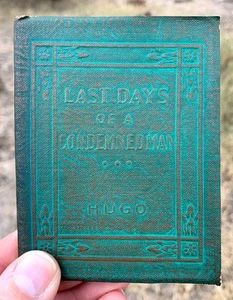 LAST DAYS
OF A
CONDEMNED MAN
HUGO